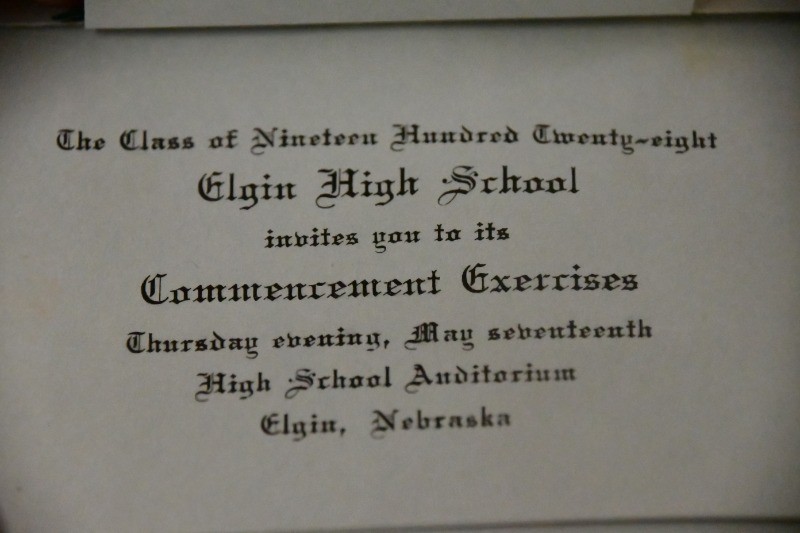 The Class of Nineteen Hundred Twenty-eight
Elgin High School
invites you to its
Commencement Exercises
Thursday evening, May seventeenth
High School Auditorium
Elgin, Nebraska